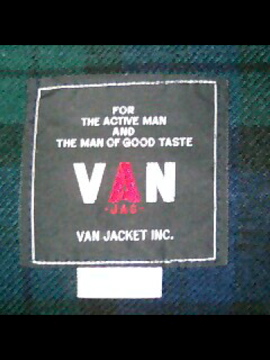 FOR
THE ACTIVE MAN
AND
THE MAN OF GOOD TASTE
VAN
-JAC-
VAN JACKET INC.